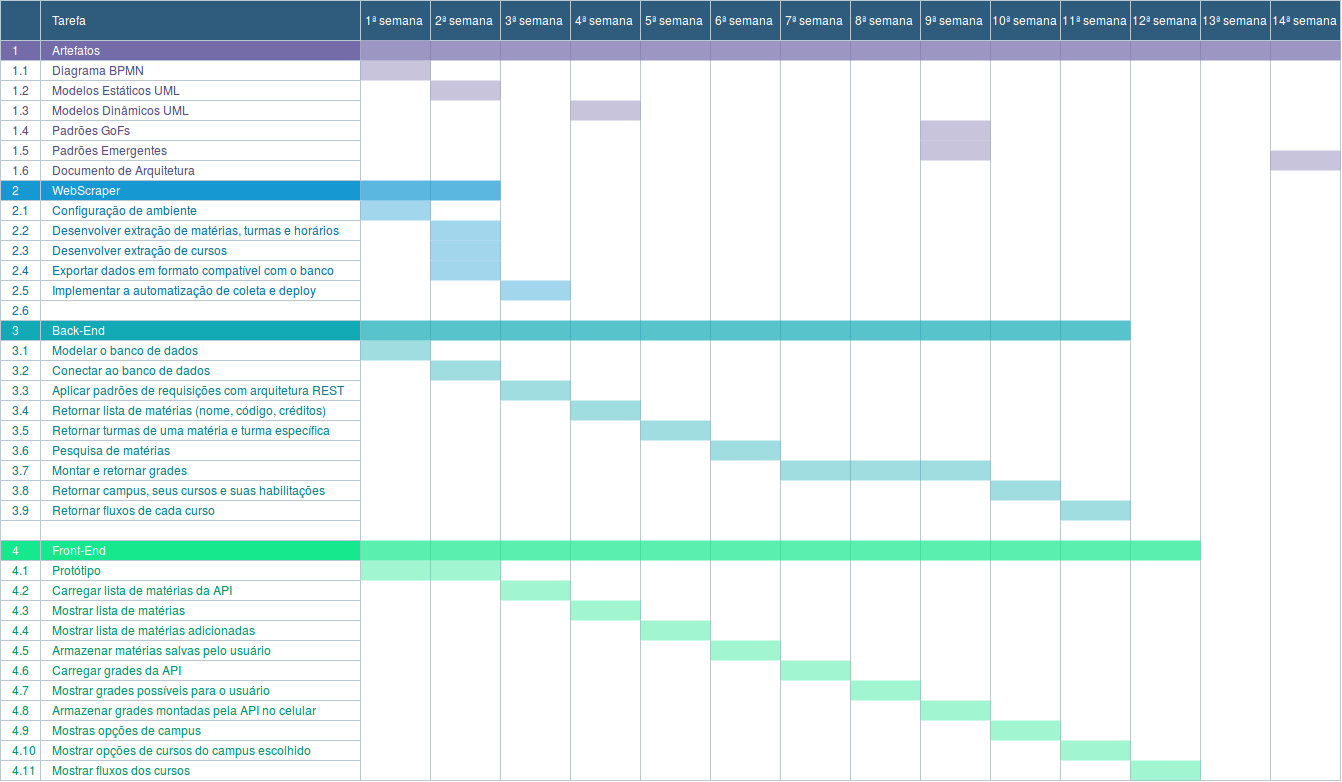 Tarefa 1ª semana 2ª semana 3ª semana 4ª semana 5ª semana 6ª semana 7ª semana 8ª semana 9ª semana 10ª semana 11ª semana 12ª semana 13ª semana 14ª semana
1 Artefatos
1.1 Diagrama BPMN
1.2 Modelos Estáticos UML
1.3 Modelos Dinâmicos UML
1.4 Padrões GoFs
1.5 Padrões Emergentes
1.6 Documento de Arquitetura
2 WebScraper
2.1 Configuração de ambiente
2.2 Desenvolver extração de matérias, turmas e horários
2.3 Desenvolver extração de cursos
2.4 Exportar dados em formato compatível com o banco
2.5 Implementar a automatização de coleta e deploy
2.6
3 Back-End
3.1 Modelar o banco de dados
3.2 Conectar ao banco de dados
3.3 Aplicar padrões de requisições com arquitetura REST
3.4 Retornar lista de matérias (nome, código, créditos)
3.5 Retornar turmas de uma matéria e turma específica
3.6 Pesquisa de matérias
3.7 Montar e retornar grades
3.8 Retornar campus, seus cursos e suas habilitações
3.9 Retornar fluxos de cada curso
4 Front-End
4.1 Protótipo
4.2 Carregar lista de matérias da API
4.3 Mostrar lista de matérias
4.4 Mostrar lista de matérias adicionadas
4.5 Armazenar matérias salvas pelo usuário
4.6 Carregar grades da API
4.7 Mostrar grades possíveis para o usuário
4.8 Armazenar grades montadas pela API no celular
4.9 Mostras opções de campus
4.10 Mostrar opções de cursos do campus escolhido
4.11 Mostrar fluxos dos cursos